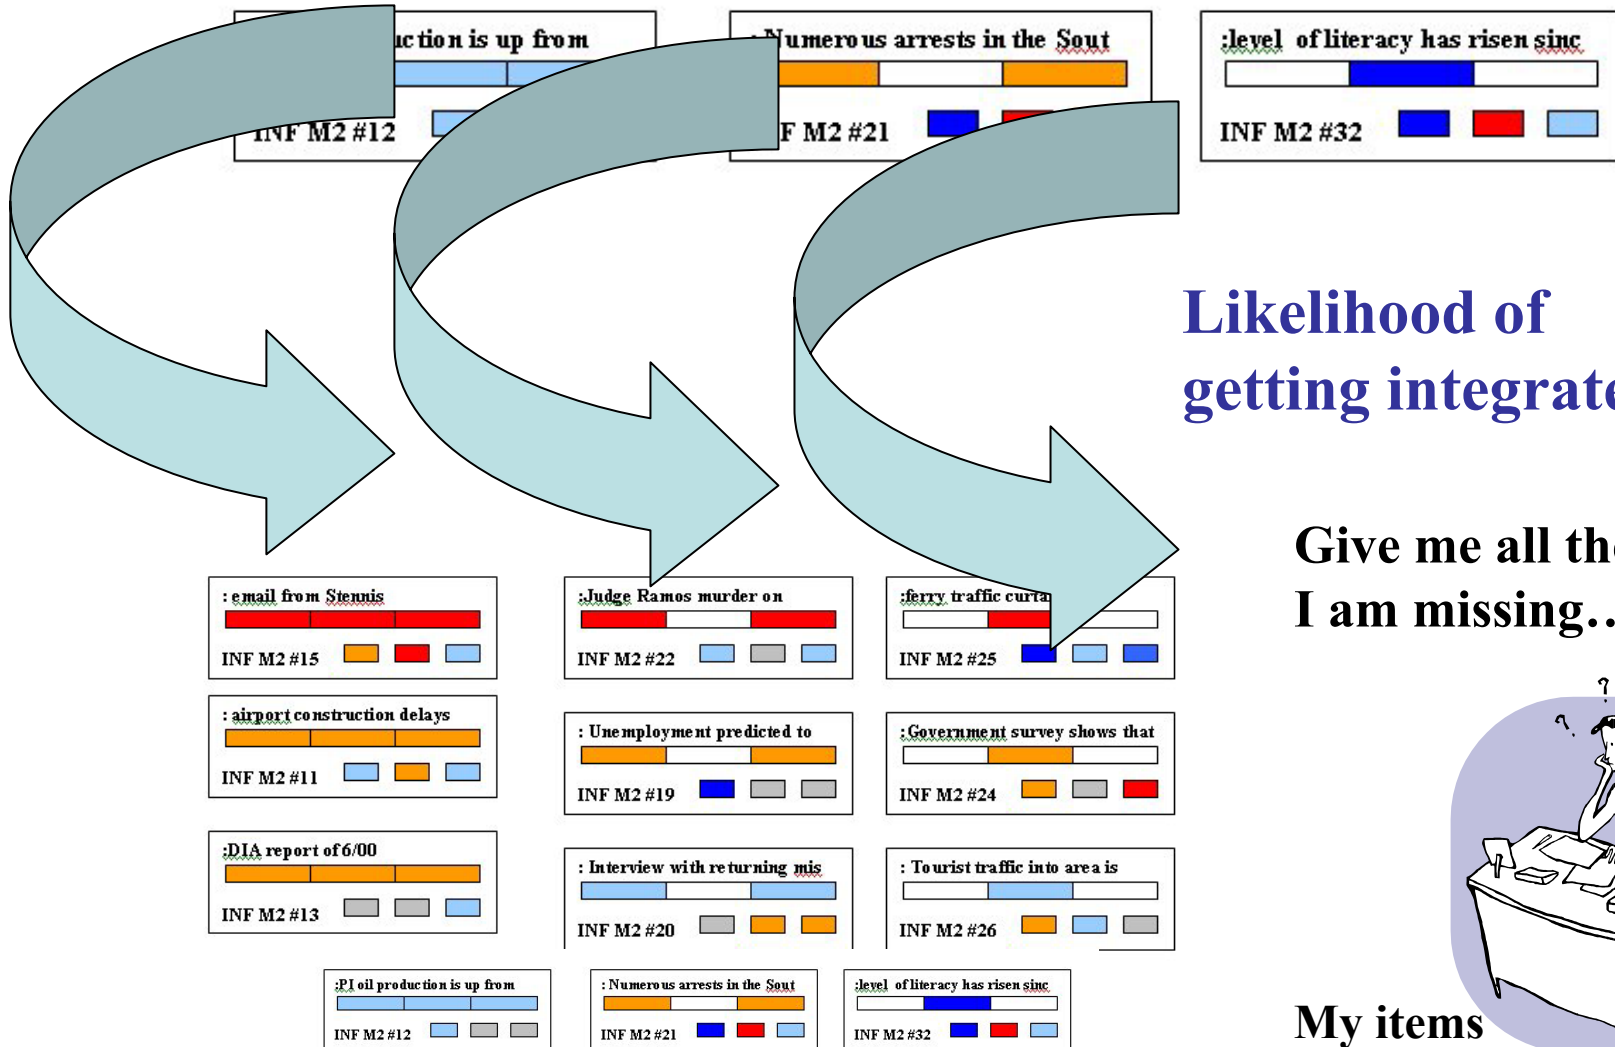 uction is up from
INF M2 #12
: Numerous arrests in the Sout
F M2 #21
:level of literacy has risen sinc
INF M2 #32
Likelihood of
getting integrate
Give me all the
I am missing..
: email from Stennis
INF M2 #15
:Judge Ramos murder on
INF M2 #22
:ferry traffic curta
INF M2 #25
: airport construction delays
INF M2 #11
: Unemployment predicted to
INF M2 #19
:Government survey shows that
INF M2 #24
:DIA report of 6/00
INF M2 #13
: Interview with returning mis
INF M2 #20
: Tourist traffic into area is
INF M2 #26
:PI oil production is up from
INF M2 #12
: Numerous arrests in the Sout
INF M2 #21
:level of literacy has risen sinc
INF M2 #32
My items
? ?